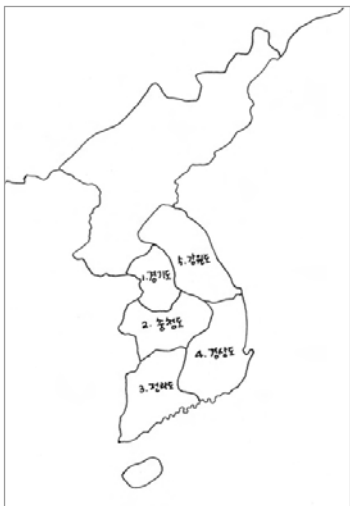 1. 경기도
2. 충청도
3. 전라도
4. 경상도
5. 강원도